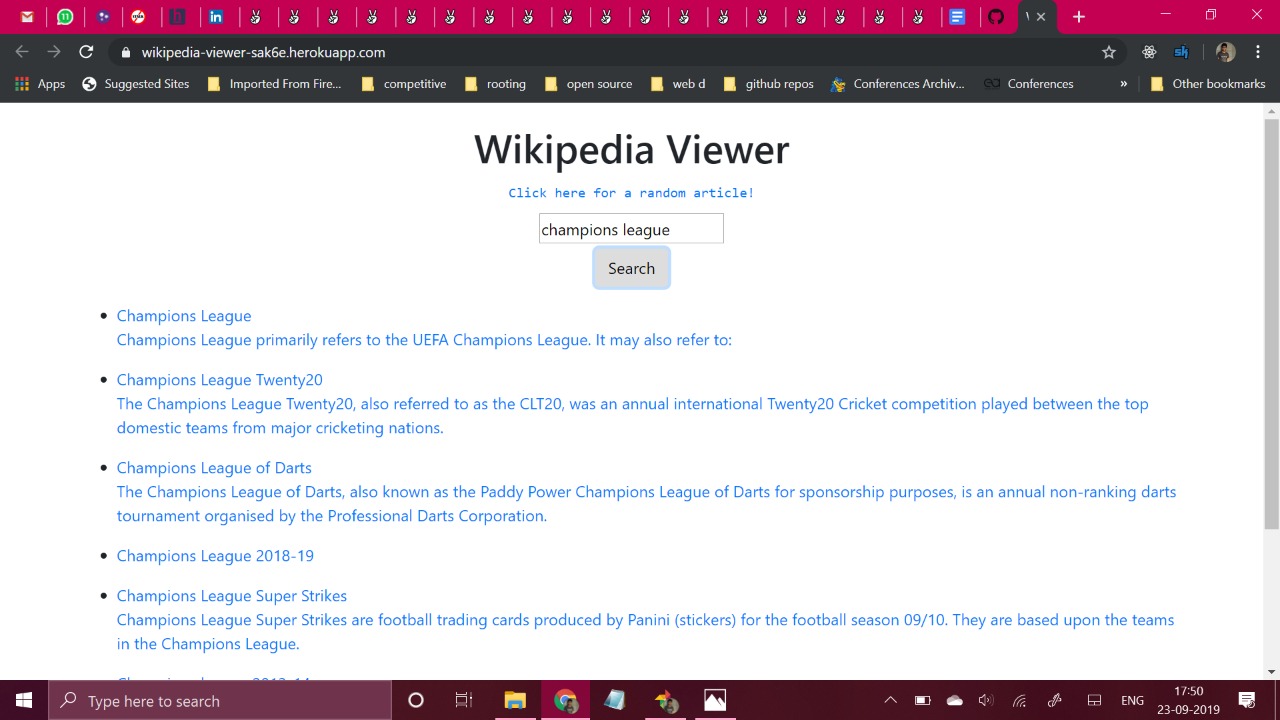 wikipedia-viewer-sak6e.herokuapp.com
Apps Suggested Sites Imported From Fire... competitive rooting open source web d github repos Conferences Archiv... Conferences » Other bookmarks
Wikipedia Viewer
Click here for a random article!
champions league
Search
Champions League
Champions League primarily refers to the UEFA Champions League. It may also refer to:
Champions League Twenty20
The Champions League Twenty20, also referred to as the CLT20, was an annual international Twenty20 Cricket competition played between the top
domestic teams from major cricketing nations.
Champions League of Darts
The Champions League of Darts, also known as the Paddy Power Champions League of Darts for sponsorship purposes, is an annual non-ranking darts
tournament organised by the Professional Darts Corporation.
Champions League 2018-19
Champions League Super Strikes
Champions League Super Strikes are football trading cards produced by Panini (stickers) for the football season 09/10. They are based upon the teams
in the Champions League.
Type here to search
ENG
17:50
23-09-2019